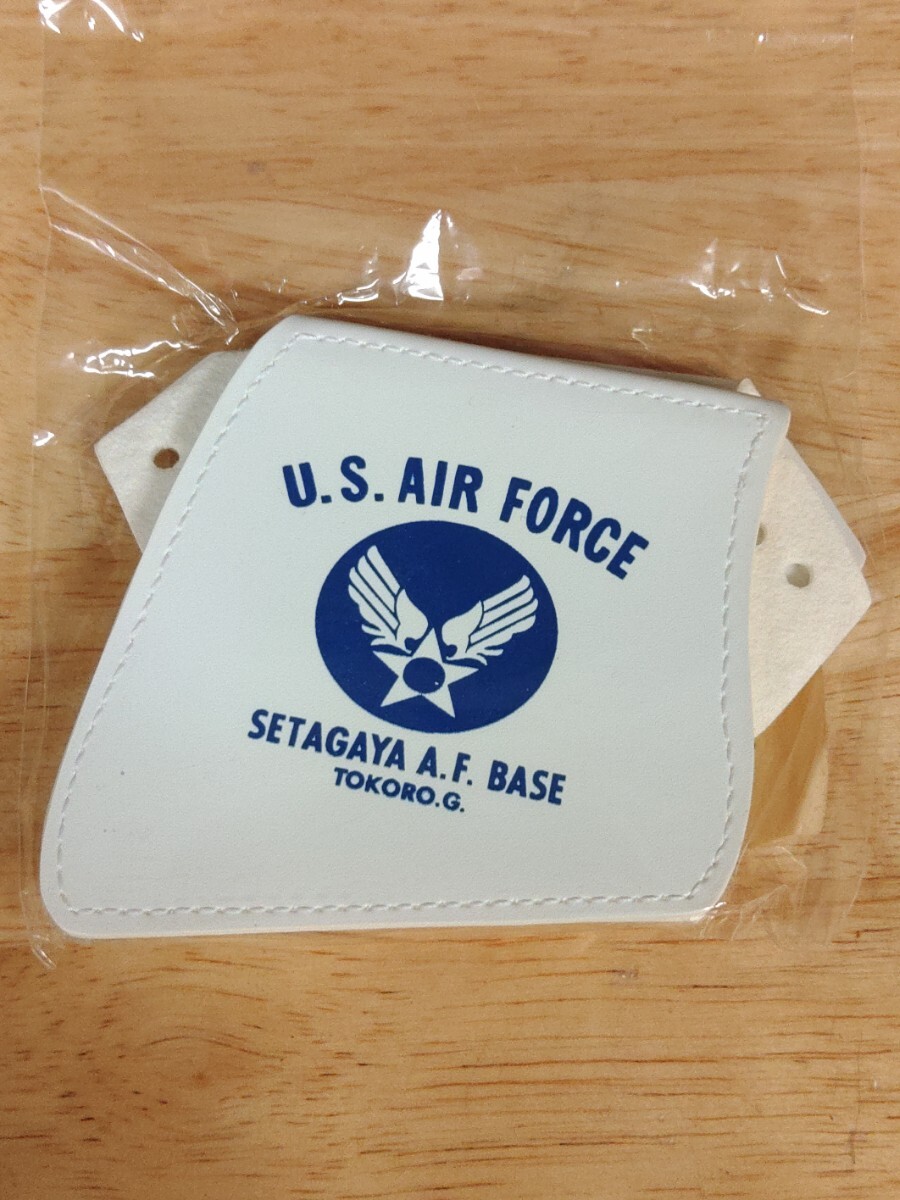 U.S. AIR FORCE
SETAGAYA A.F. BASE
TOKORO.G.